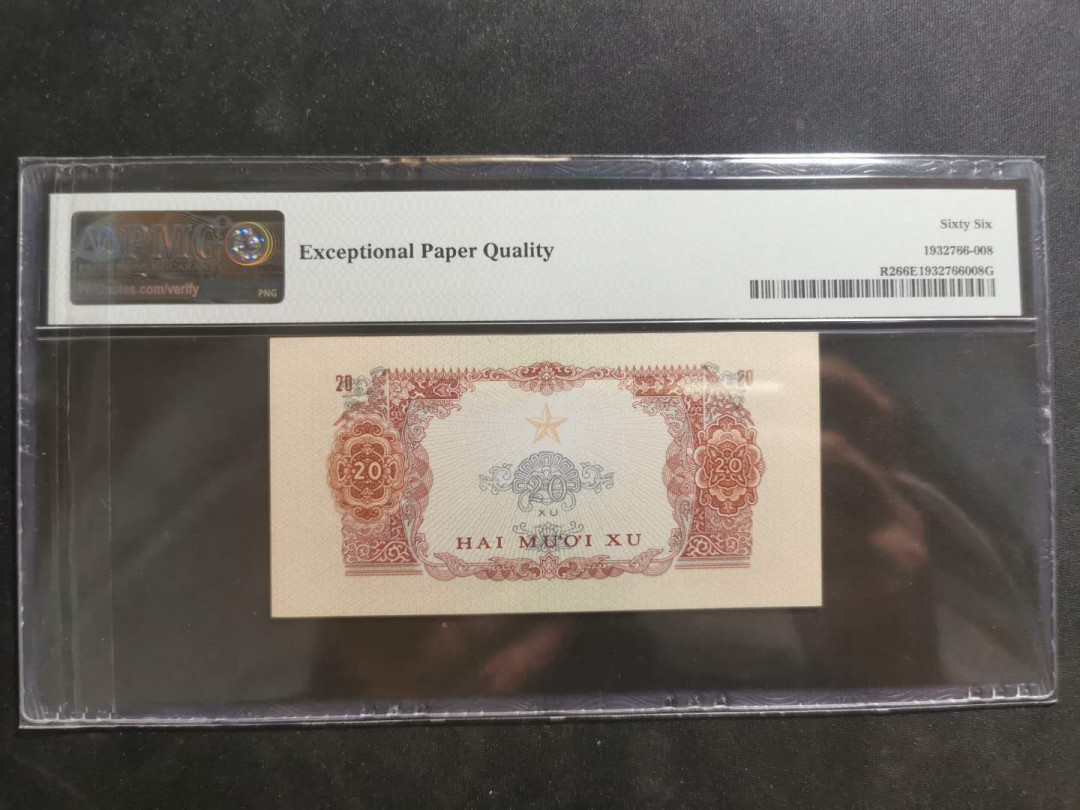 PMG
PMGnotes.com/verify
PNG
Exceptional Paper Quality
Sixty Six
1932766-008
R266E1932766008G
20
20
20
20
20
XU
HAI MƯƠI XU